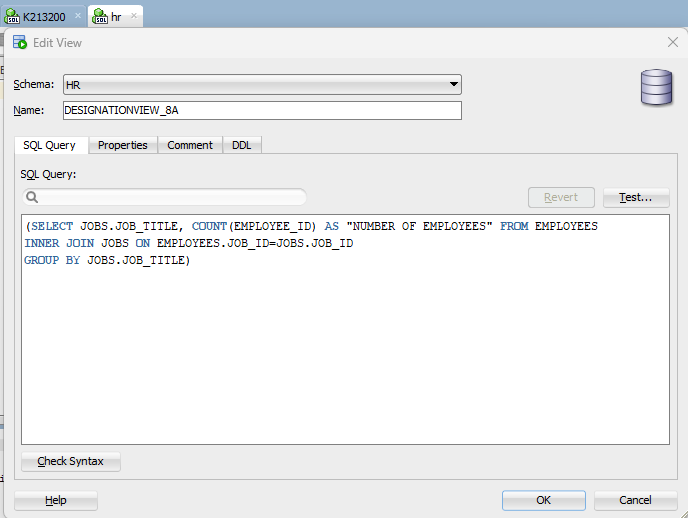 K213200
hr
Edit View
Schema: HR
Name: DESIGNATIONVIEW_8A
SQL Query Properties Comment DDL
SQL Query:
Revert Test...
(SELECT JOBS.JOB_TITLE, COUNT(EMPLOYEE_ID) AS "NUMBER OF EMPLOYEES" FROM EMPLOYEES
INNER JOIN JOBS ON EMPLOYEES.JOB_ID=JOBS.JOB_ID
GROUP BY JOBS.JOB_TITLE)
Check Syntax
Help OK Cancel